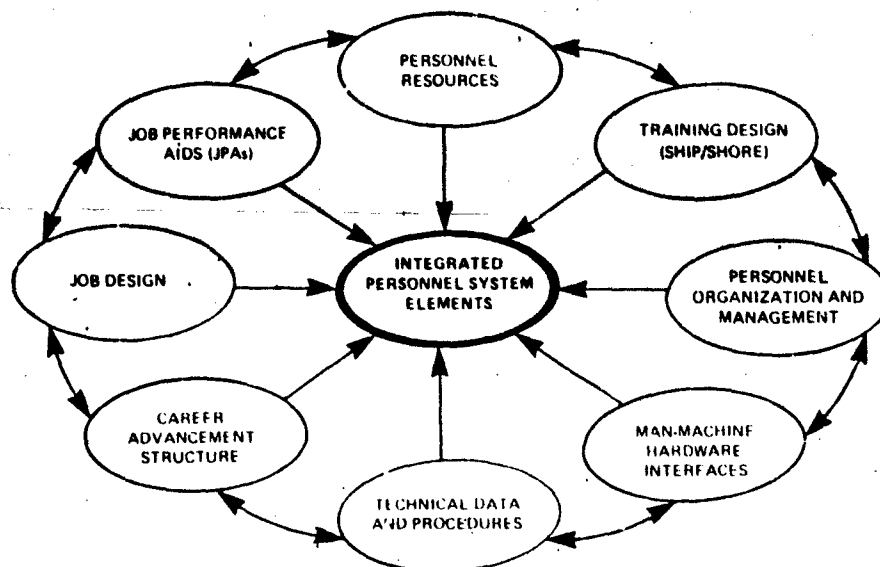 PERSONNEL
RESOURCES
JOB PERFORMANCE
AIDS (JPAs)
TRAINING DESIGN
(SHIP/SHORE)
JOB DESIGN
INTEGRATED
PERSONNEL SYSTEM
ELEMENTS
PERSONNEL
ORGANIZATION AND
MANAGEMENT
CAREER
ADVANCEMENT
STRUCTURE
MAN-MACHINE
HARDWARE
INTERFACES
TECHNICAL DATA
AND PROCEDURES